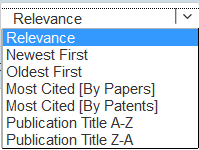 Relevance
Relevance
Newest First
Oldest First
Most Cited [By Papers]
Most Cited [By Patents]
Publication Title A-Z
Publication Title Z-A